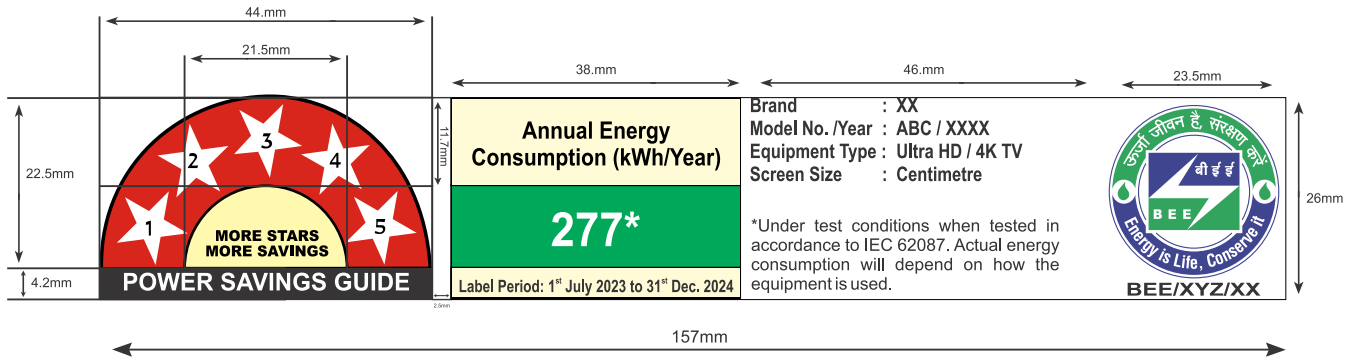 44.mm
21.5mm
38.mm
46.mm
23.5mm
22.5mm
4.2mm
11.7mm
2.5mm
26mm
157mm
1
2
3
4
5
MORE STARS
MORE SAVINGS
POWER SAVINGS GUIDE
Annual Energy
Consumption (kWh/Year)
277*
Label Period: 1st July 2023 to 31st Dec. 2024
Brand : XX
Model No. /Year : ABC / XXXX
Equipment Type : Ultra HD / 4K TV
Screen Size : Centimetre
*Under test conditions when tested in
accordance to IEC 62087. Actual energy
consumption will depend on how the
equipment is used.
ऊर्जा जीवन है, संरक्षण करें
बी ई ई
BEE
Energy is Life, Conserve it
BEE/XYZ/XX